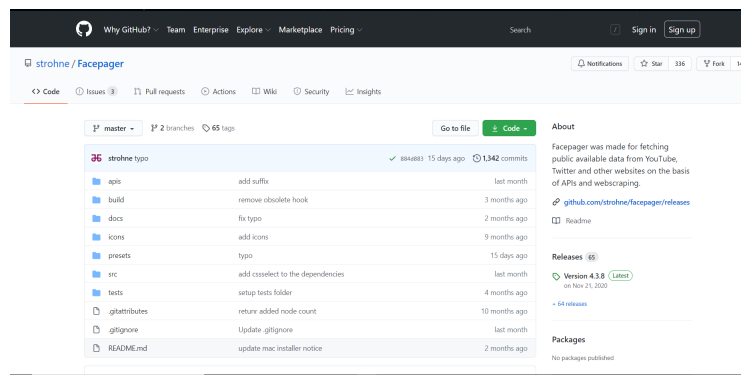 Why GitHub? Team Enterprise Explore Marketplace Pricing Search / Sign in Sign up
strohne / Facepager Notifications Star 336 Fork 14
Code Issues 3 Pull requests Actions Wiki Security Insights
master 2 branches 65 tags Go to file Code
strohne typo 884d883 15 days ago 1,342 commits
apis add suffix last month
build remove obsolete hook 3 months ago
docs fix typo 2 months ago
icons add icons 9 months ago
presets typo 15 days ago
src add cssselect to the dependencies last month
tests setup tests folder 4 months ago
.gitattributes retunr added node count 10 months ago
.gitignore Update .gitignore last month
README.md update mac installer notice 2 months ago
About
Facepager was made for fetching
public available data from YouTube,
Twitter and other websites on the basis
of APIs and webscraping.
github.com/strohne/facepager/releases
Readme
Releases 65
Version 4.3.8 Latest
on Nov 21, 2020
+ 64 releases
Packages
No packages published